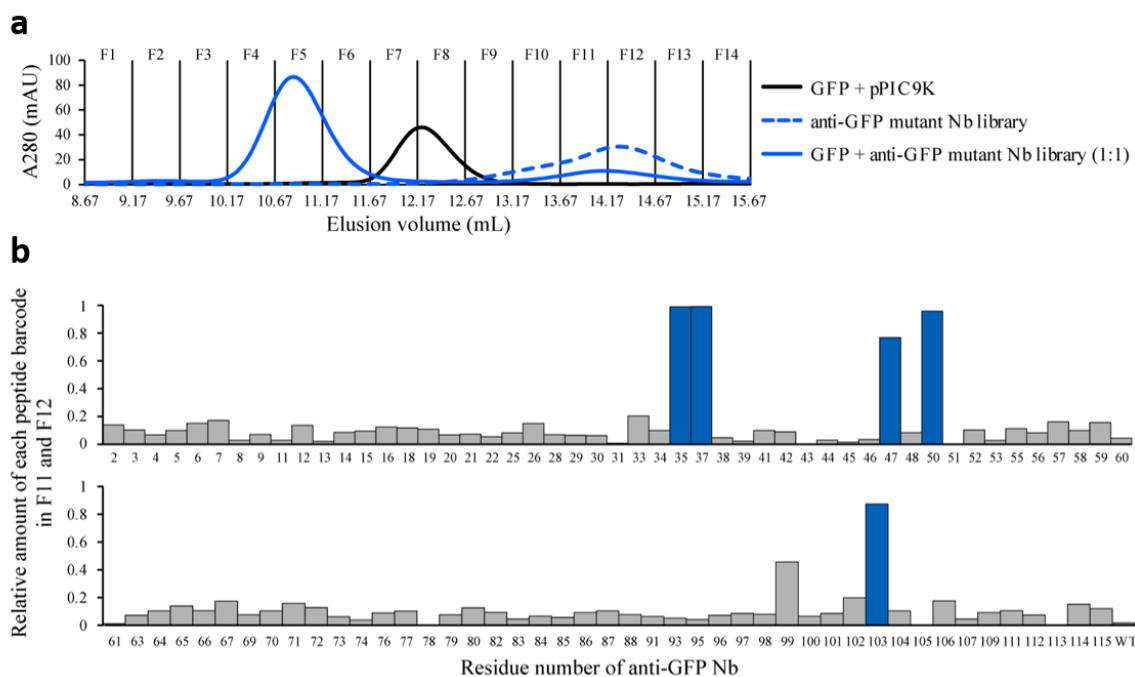 a
F1 F2 F3 F4 F5 F6 F7 F8 F9 F10 F11 F12 F13 F14
A280 (mAU)
100
80
60
40
20
0
8.67 9.17 9.67 10.17 10.67 11.17 11.67 12.17 12.67 13.17 13.67 14.17 14.67 15.17 15.67
Elusion volume (mL)
GFP + pPIC9K
anti-GFP mutant Nb library
GFP + anti-GFP mutant Nb library (1:1)
b
Relative amount of each peptide barcode
in F11 and F12
1
0.8
0.6
0.4
0.2
0
2 3 4 5 6 7 8 9 11 12 13 14 15 16 18 19 20 21 22 25 26 28 29 30 31 33 34 35 37 38 39 41 42 43 44 45 46 47 48 50 51 52 53 55 56 57 58 59 60
1
0.8
0.6
0.4
0.2
0
61 63 64 65 66 67 69 70 71 72 73 74 76 77 78 79 80 82 83 84 85 86 87 88 91 93 95 96 97 98 99 100 101 102 103 104 105 106 107 109 111 112 113 114 115 WT
Residue number of anti-GFP Nb